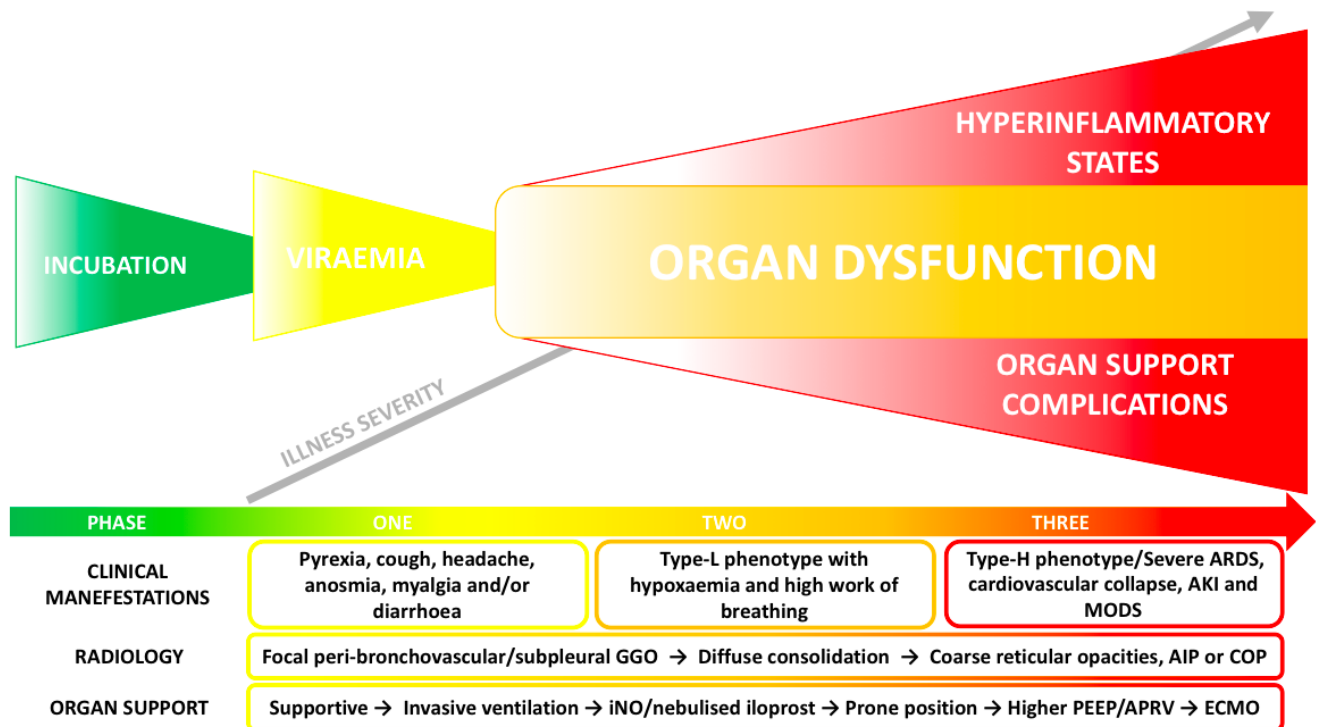 HYPERINFLAMMATORY
STATES
INCUBATION
VIRAEMIA
ORGAN DYSFUNCTION
ORGAN SUPPORT
COMPLICATIONS
ILLNESS SEVERITY
PHASE ONE TWO THREE
CLINICAL
MANEFESTATIONS
Pyrexia, cough, headache,
anosmia, myalgia and/or
diarrhoea
Type-L phenotype with
hypoxaemia and high work of
breathing
Type-H phenotype/Severe ARDS,
cardiovascular collapse, AKI and
MODS
RADIOLOGY
Focal peri-bronchovascular/subpleural GGO → Diffuse consolidation → Coarse reticular opacities, AIP or COP
ORGAN SUPPORT
Supportive → Invasive ventilation → iNO/nebulised iloprost → Prone position → Higher PEEP/APRV → ECMO